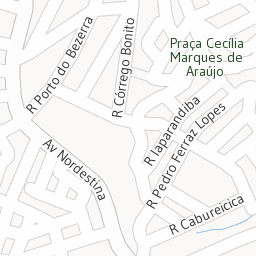 Praça Cecília
Marques de
Araújo
R Porto do Bezerra
R Córrego Bonito
R Iaparandiba
R Pedro Ferraz Lopes
Av Nordestina
R Cabureicica